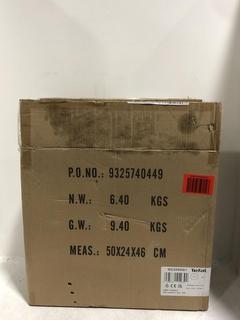 P.O.NO.: 9325740449
N.W.: 6.40 KGS
G.W.: 9.40 KGS
MEAS.: 50X24X46 CM
Tefal